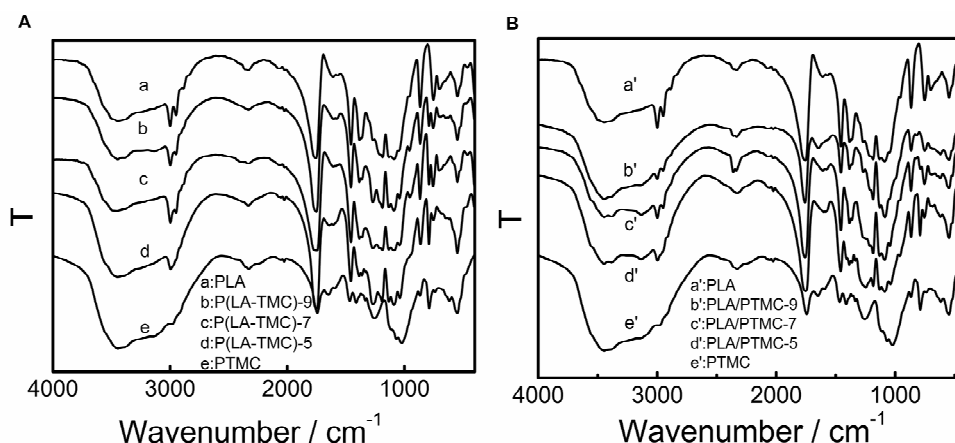 A
T
a
b
c
d
e
a:PLA
b:P(LA-TMC)-9
c:P(LA-TMC)-7
d:P(LA-TMC)-5
e:PTMC
4000 3000 2000 1000
Wavenumber / cm-1
B
T
a'
b'
c'
d'
e'
a':PLA
b':PLA/PTMC-9
c':PLA/PTMC-7
d':PLA/PTMC-5
e':PTMC
4000 3000 2000 1000
Wavenumber / cm-1